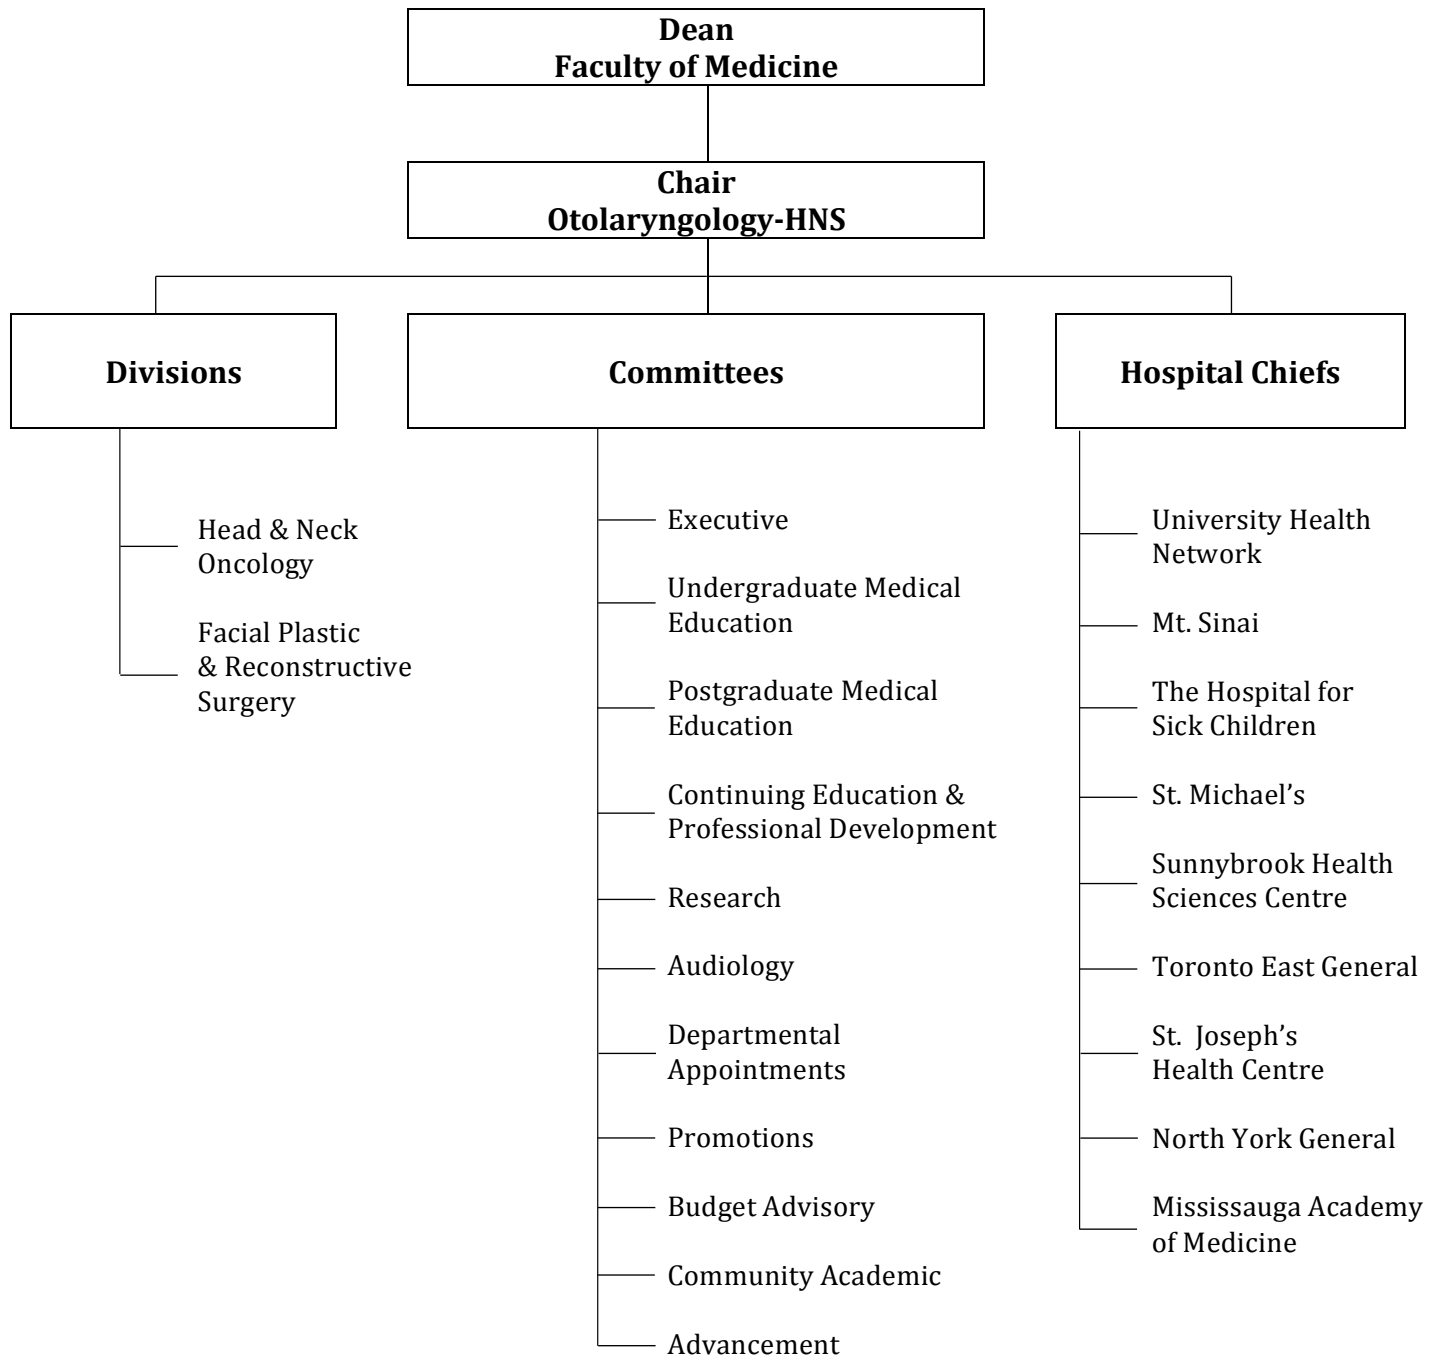 Dean
Faculty of Medicine
Chair
Otolaryngology-HNS
Divisions
Committees
Hospital Chiefs
Head & Neck
Oncology
Facial Plastic
& Reconstructive
Surgery
Executive
Undergraduate Medical
Education
Postgraduate Medical
Education
Continuing Education &
Professional Development
Research
Audiology
Departmental
Appointments
Promotions
Budget Advisory
Community Academic
Advancement
University Health
Network
Mt. Sinai
The Hospital for
Sick Children
St. Michael’s
Sunnybrook Health
Sciences Centre
Toronto East General
St.  Joseph’s
Health Centre
North York General
Mississauga Academy
of Medicine